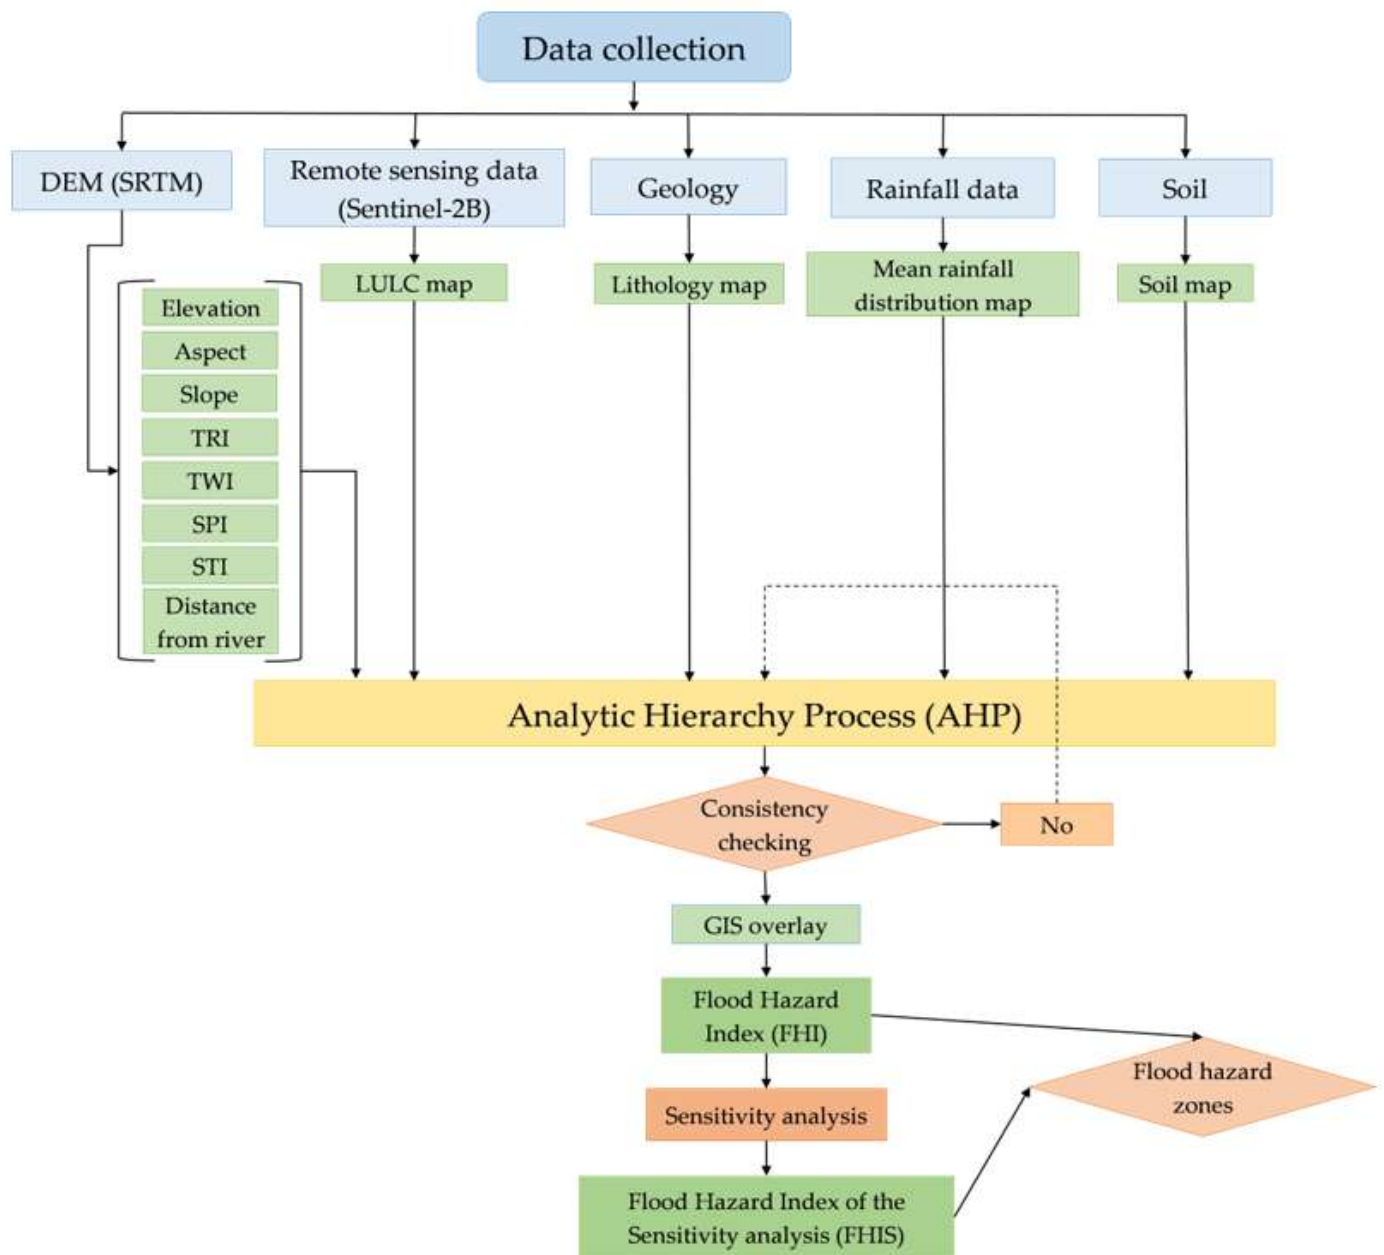 Data collection
DEM (SRTM)
Remote sensing data
(Sentinel-2B)
Geology
Rainfall data
Soil
LULC map
Lithology map
Mean rainfall
distribution map
Soil map
Elevation
Aspect
Slope
TRI
TWI
SPI
STI
Distance
from river
Analytic Hierarchy Process (AHP)
Consistency
checking
No
GIS overlay
Flood Hazard
Index (FHI)
Flood hazard
zones
Sensitivity analysis
Flood Hazard Index of the
Sensitivity analysis (FHIS)